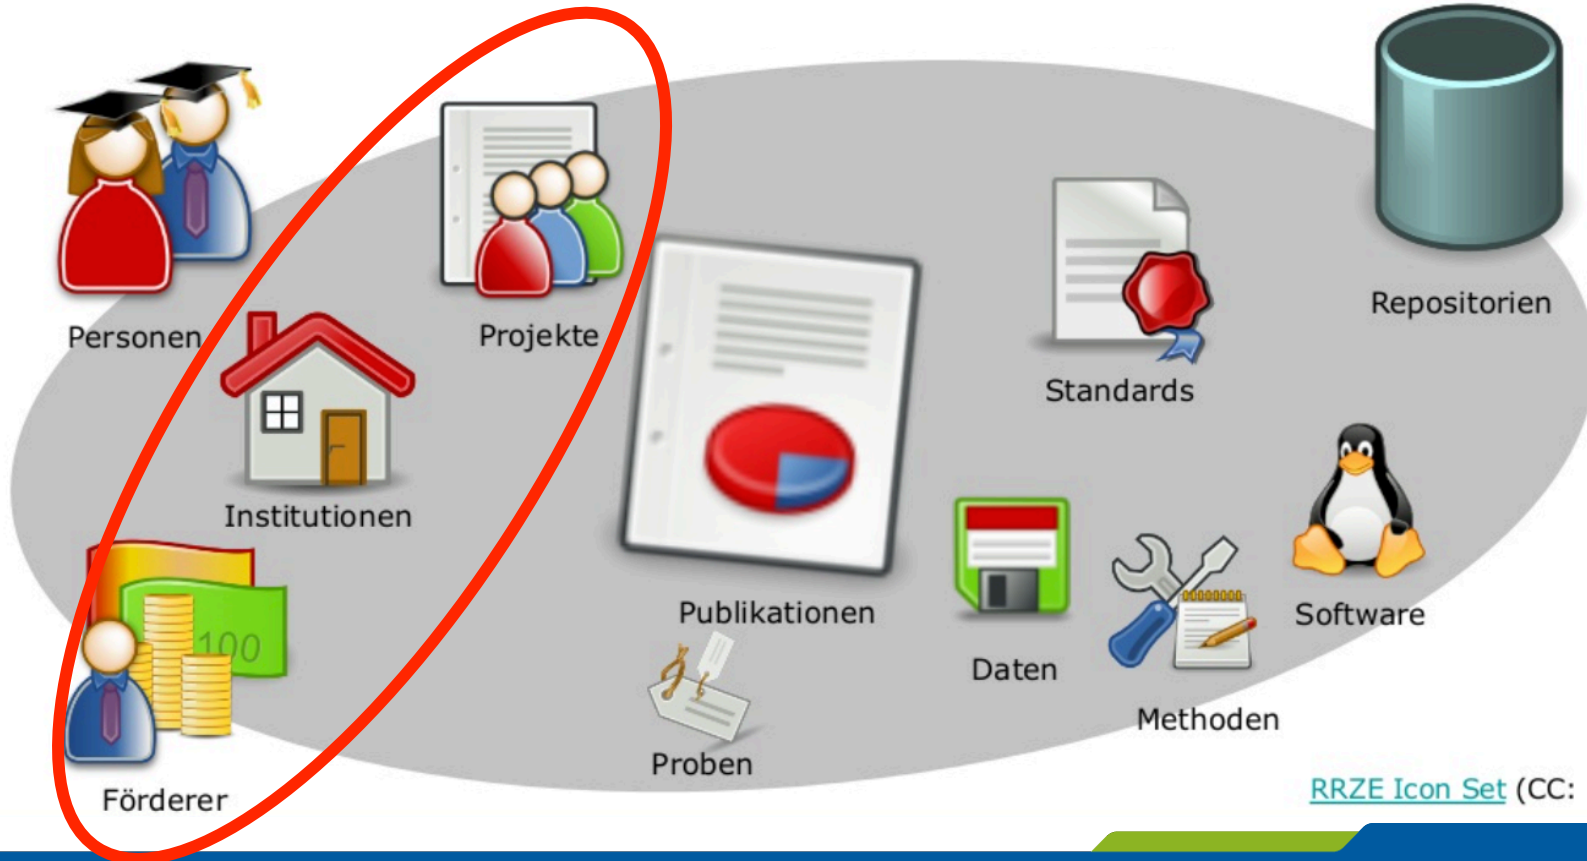 Personen
Projekte
Repositorien
Standards
Institutionen
100
Publikationen
Software
Daten
Methoden
Proben
Förderer
RRZE Icon Set (CC: